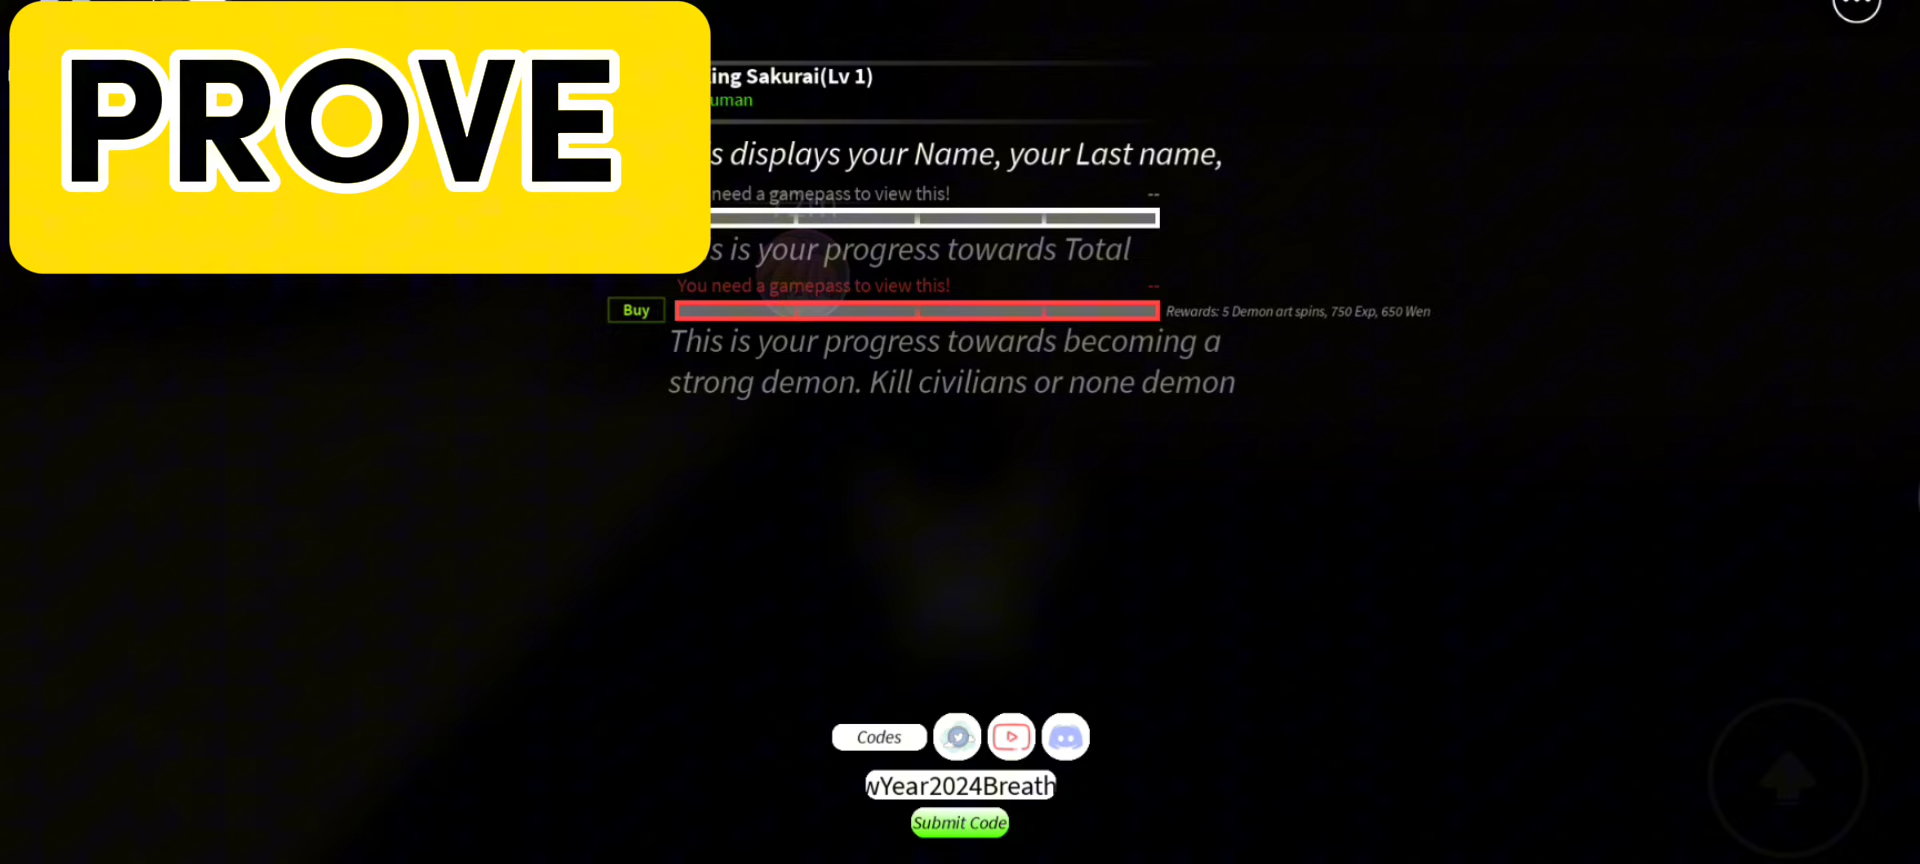 PROVE
ing Sakurai(Lv 1)
uman
s displays your Name, your Last name,
need a gamepass to view this!
--
s is your progress towards Total
You need a gamepass to view this!
--
Buy
Rewards: 5 Demon art spins, 750 Exp, 650 Wen
This is your progress towards becoming a
strong demon. Kill civilians or none demon
Codes
wYear2024Breath
Submit Code